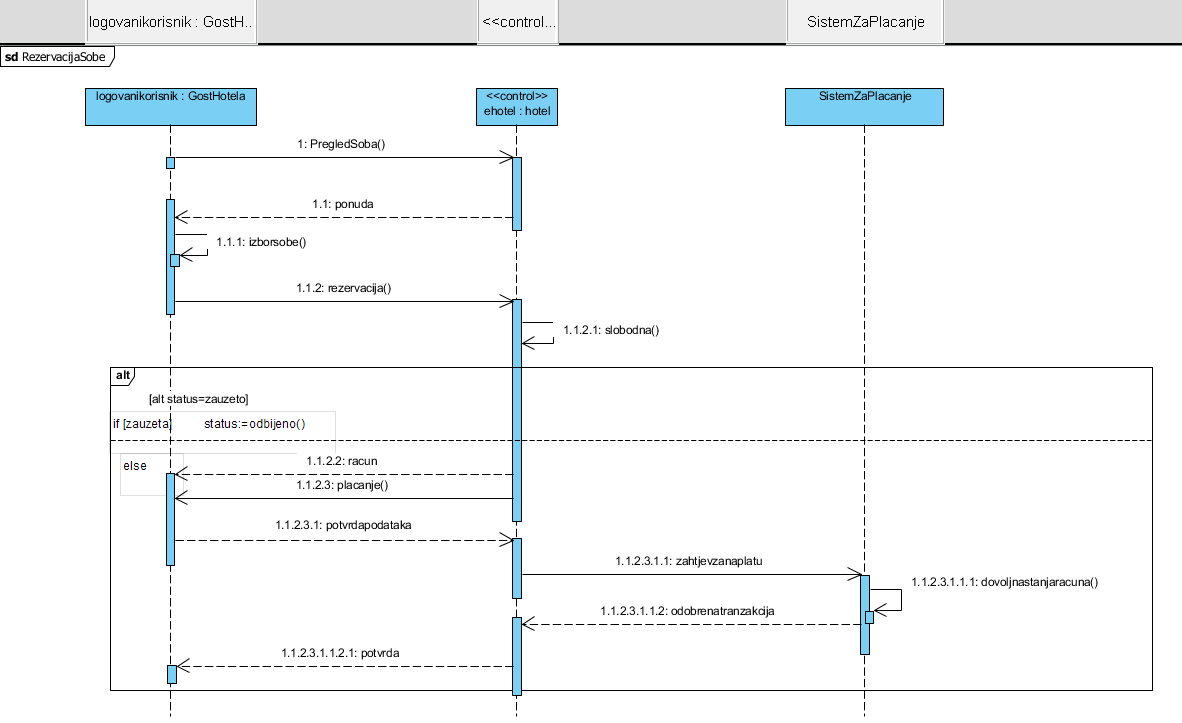 logovanikorisnik : GostH..
<<control...
SistemZaPlacanje
sd RezervacijaSobe
logovanikorisnik : GostHotela
<<control>>
ehotel : hotel
SistemZaPlacanje
1: PregledSoba()
1.1: ponuda
1.1.1: izborsobe()
1.1.2: rezervacija()
1.1.2.1: slobodna()
alt
[alt status=zauzeto]
if [zauzeta] status:=odbijeno()
else
1.1.2.2: racun
1.1.2.3: placanje()
1.1.2.3.1: potvrdapodataka
1.1.2.3.1.1: zahtjevzanaplatu
1.1.2.3.1.1.1: dovoljnastanjaracuna()
1.1.2.3.1.1.2: odobrenatranzakcija
1.1.2.3.1.1.2.1: potvrda